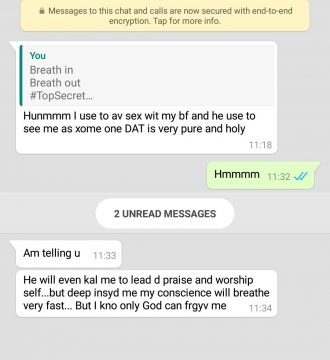 Messages to this chat and calls are now secured with end-to-end
encryption. Tap for more info.
You
Breath in
Breath out
#TopSecret...
Hunmmm I use to av sex wit my bf and he use to
see me as xome one DAT is very pure and holy
11:18
Hmmmm 11:32
2 UNREAD MESSAGES
Am telling u 11:33
He will even kal me to lead d praise and worship
self...but deep insyd me my conscience will breathe
very fast... But I kno only God can frgyv me 11:34